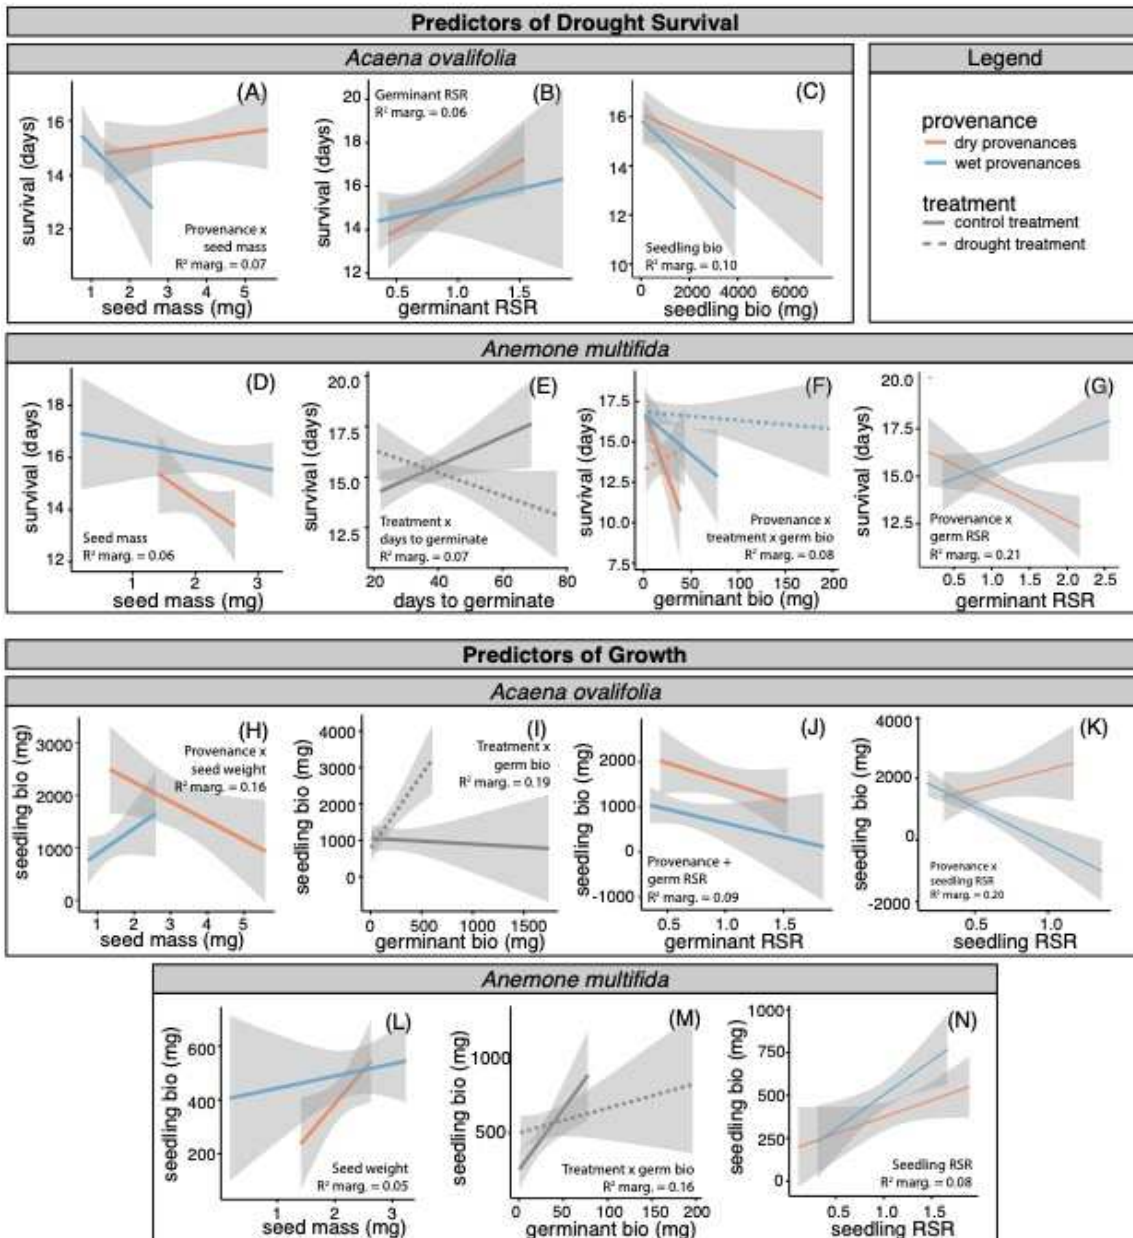 Predictors of Drought Survival
Acaena ovalifolia
Legend
(A)
survival (days)
16
14
12
Provenance x
seed mass
R² marg. = 0.07
1 2 3 4 5
seed mass (mg)
(B)
Germinant RSR
R² marg. = 0.06
survival (days)
20
18
16
14
12
0.5 1.0 1.5
germinant RSR
(C)
survival (days)
16
14
12
10
Seedling bio
R² marg. = 0.10
0 2000 4000 6000
seedling bio (mg)
provenance
dry provenances
wet provenances
treatment
control treatment
drought treatment
Anemone multifida
(D)
survival (days)
18
16
14
12
Seed mass
R² marg. = 0.06
1 2 3
seed mass (mg)
(E)
survival (days)
20.0
17.5
15.0
12.5
Treatment x
days to germinate
R² marg. = 0.07
20 40 60 80
days to germinate
(F)
survival (days)
17.5
15.0
12.5
10.0
7.5
Provenance x
treatment x germ bio
R² marg. = 0.08
0 50 100 150 200
germinant bio (mg)
(G)
survival (days)
20.0
17.5
15.0
12.5
Provenance x
germ RSR
R² marg. = 0.21
0.5 1.0 1.5 2.0 2.5
germinant RSR
Predictors of Growth
Acaena ovalifolia
(H)
seedling bio (mg)
3000
2000
1000
0
Provenance x
seed weight
R² marg. = 0.16
1 2 3 4 5
seed mass (mg)
(I)
seedling bio (mg)
4000
3000
2000
1000
0
Treatment x
germ bio
R² marg. = 0.19
0 500 1000 1500
germinant bio (mg)
(J)
seedling bio (mg)
2000
1000
0
-1000
Provenance +
germ RSR
R² marg. = 0.09
0.5 1.0 1.5
germinant RSR
(K)
seedling bio (mg)
4000
2000
0
-2000
Provenance x
seedling RSR
R² marg. = 0.20
0.5 1.0
seedling RSR
Anemone multifida
(L)
seedling bio (mg)
600
400
200
Seed weight
R² marg. = 0.05
1 2 3
seed mass (mg)
(M)
seedling bio (mg)
1000
500
Treatment x germ bio
R² marg. = 0.16
0 50 100 150 200
germinant bio (mg)
(N)
seedling bio (mg)
1000
750
500
250
0
Seedling RSR
R² marg. = 0.08
0.5 1.0 1.5
seedling RSR